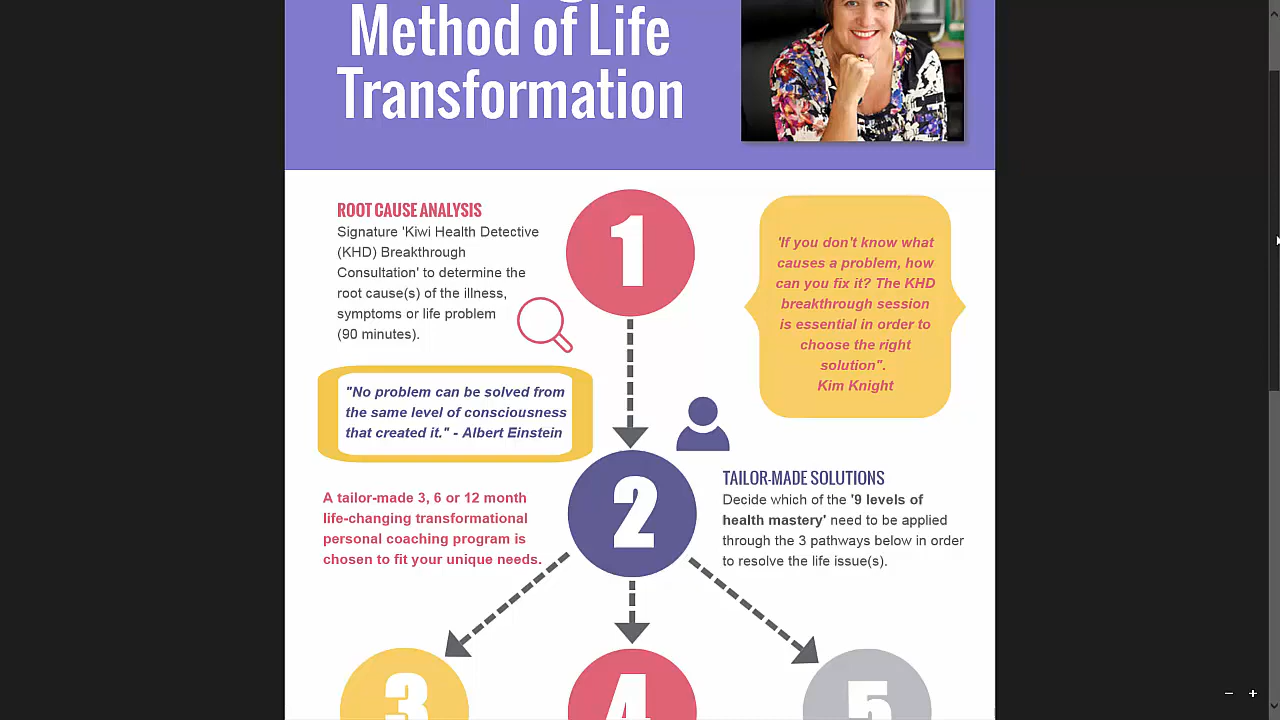 Method of Life
Transformation
ROOT CAUSE ANALYSIS
Signature 'Kiwi Health Detective
(KHD) Breakthrough
Consultation' to determine the
root cause(s) of the illness,
symptoms or life problem
(90 minutes).
1
'If you don't know what
causes a problem, how
can you fix it? The KHD
breakthrough session
is essential in order to
choose the right
solution".
Kim Knight
"No problem can be solved from
the same level of consciousness
that created it." - Albert Einstein
A tailor-made 3, 6 or 12 month
life-changing transformational
personal coaching program is
chosen to fit your unique needs.
2
TAILOR-MADE SOLUTIONS
Decide which of the '9 levels of
health mastery' need to be applied
through the 3 pathways below in order
to resolve the life issue(s).
3
4
5